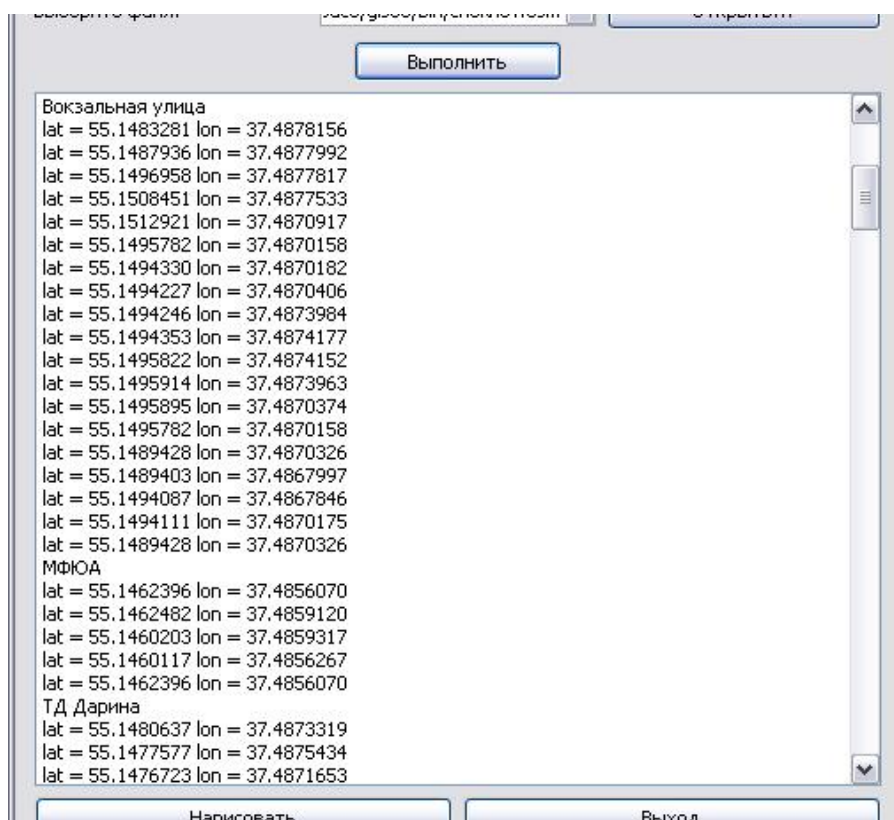 Выберите файл:
Выполнить
Вокзальная улица
lat = 55.1483281 lon = 37.4878156
lat = 55.1487936 lon = 37.4877992
lat = 55.1496958 lon = 37.4877817
lat = 55.1508451 lon = 37.4877533
lat = 55.1512921 lon = 37.4870917
lat = 55.1495782 lon = 37.4870158
lat = 55.1494330 lon = 37.4870182
lat = 55.1494227 lon = 37.4870406
lat = 55.1494246 lon = 37.4873984
lat = 55.1494353 lon = 37.4874177
lat = 55.1495822 lon = 37.4874152
lat = 55.1495914 lon = 37.4873963
lat = 55.1495895 lon = 37.4870374
lat = 55.1495782 lon = 37.4870158
lat = 55.1489428 lon = 37.4870326
lat = 55.1489403 lon = 37.4867997
lat = 55.1494087 lon = 37.4867846
lat = 55.1494111 lon = 37.4870175
lat = 55.1489428 lon = 37.4870326
МФЮА
lat = 55.1462396 lon = 37.4856070
lat = 55.1462482 lon = 37.4859120
lat = 55.1460203 lon = 37.4859317
lat = 55.1460117 lon = 37.4856267
lat = 55.1462396 lon = 37.4856070
ТД Дарина
lat = 55.1480637 lon = 37.4873319
lat = 55.1477577 lon = 37.4875434
lat = 55.1476723 lon = 37.4871653
Нарисовать Выход